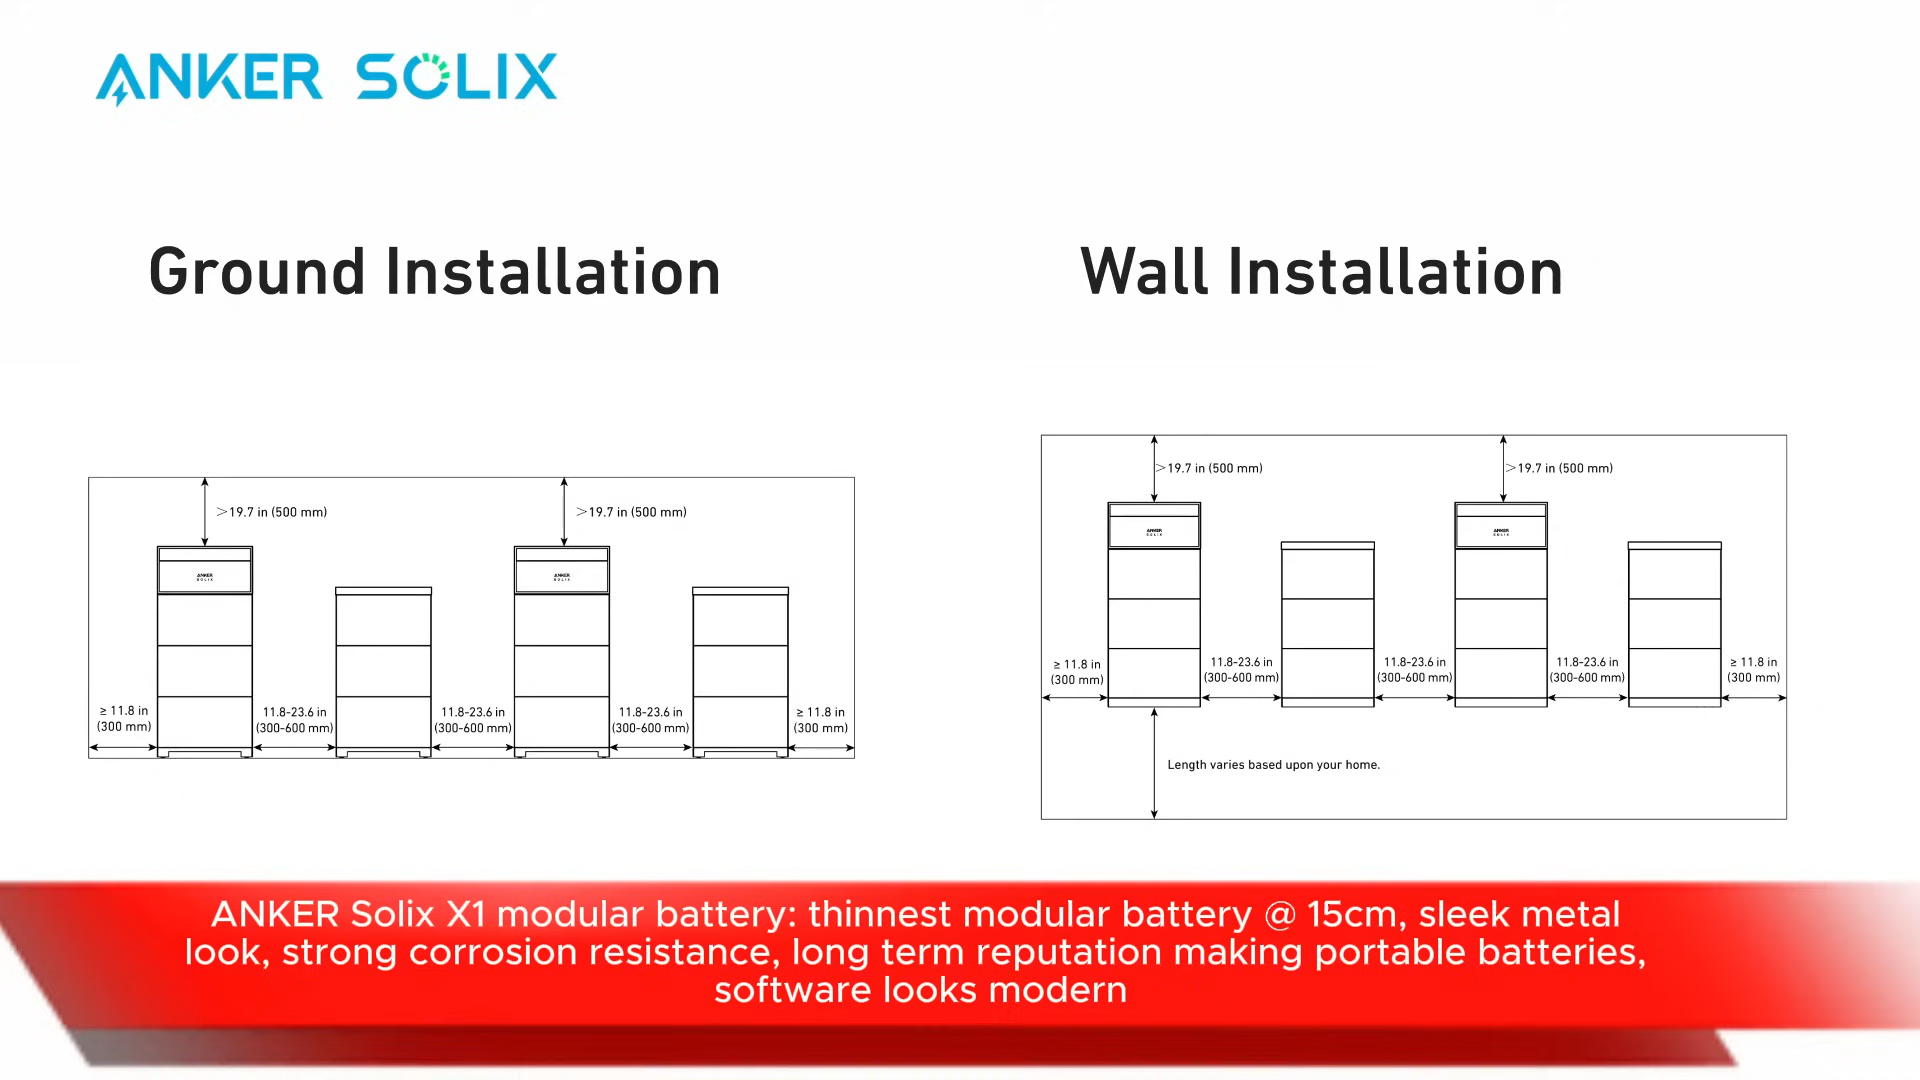 ANKER SOLIX
Ground Installation
Wall Installation
>19.7 in (500 mm)
>19.7 in (500 mm)
ANKER
SOLIX
ANKER
SOLIX
≥ 11.8 in
(300 mm)
11.8-23.6 in
(300-600 mm)
11.8-23.6 in
(300-600 mm)
11.8-23.6 in
(300-600 mm)
≥ 11.8 in
(300 mm)
>19.7 in (500 mm)
>19.7 in (500 mm)
ANKER
SOLIX
ANKER
SOLIX
≥ 11.8 in
(300 mm)
11.8-23.6 in
(300-600 mm)
11.8-23.6 in
(300-600 mm)
11.8-23.6 in
(300-600 mm)
≥ 11.8 in
(300 mm)
Length varies based upon your home.
ANKER Solix X1 modular battery: thinnest modular battery @ 15cm, sleek metal
look, strong corrosion resistance, long term reputation making portable batteries,
software looks modern